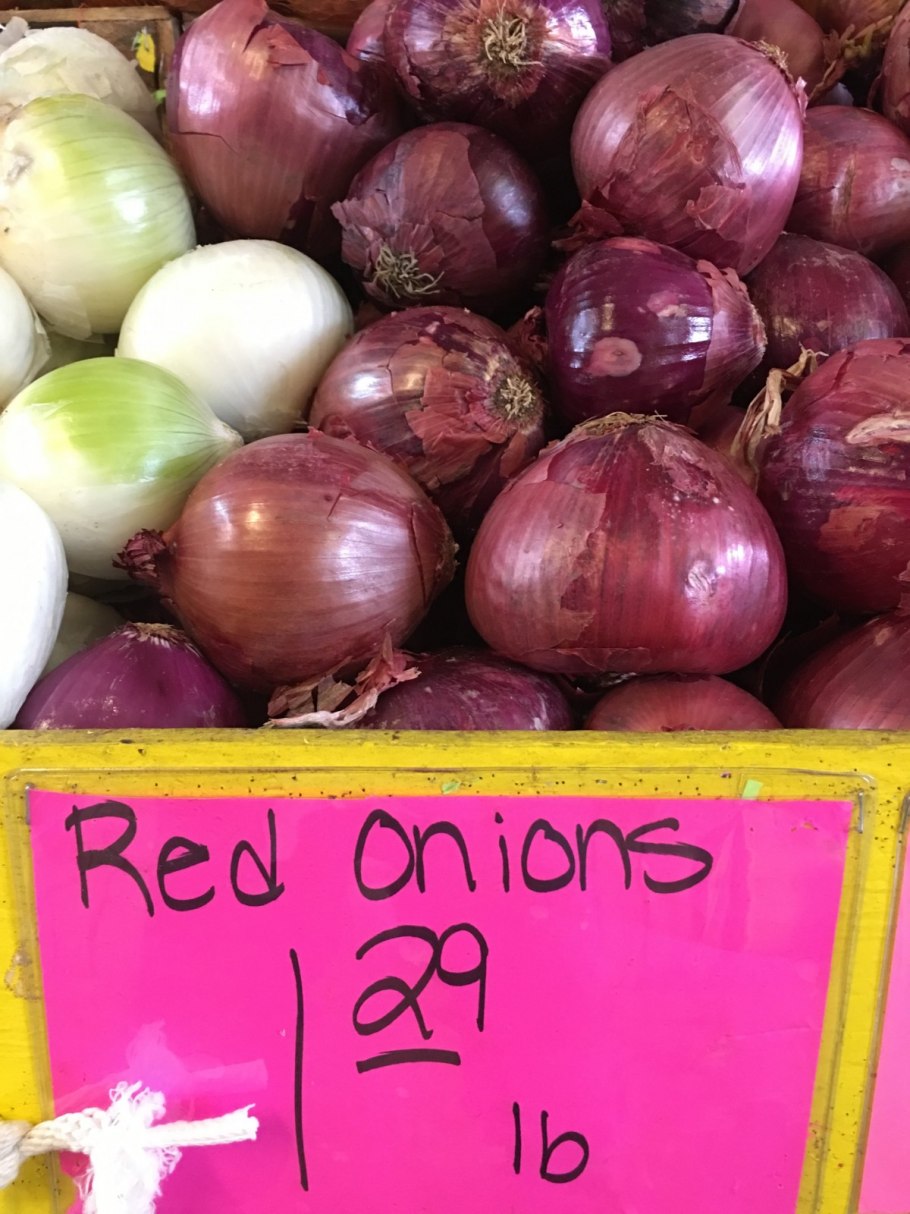 Red Onions
1 29
lb